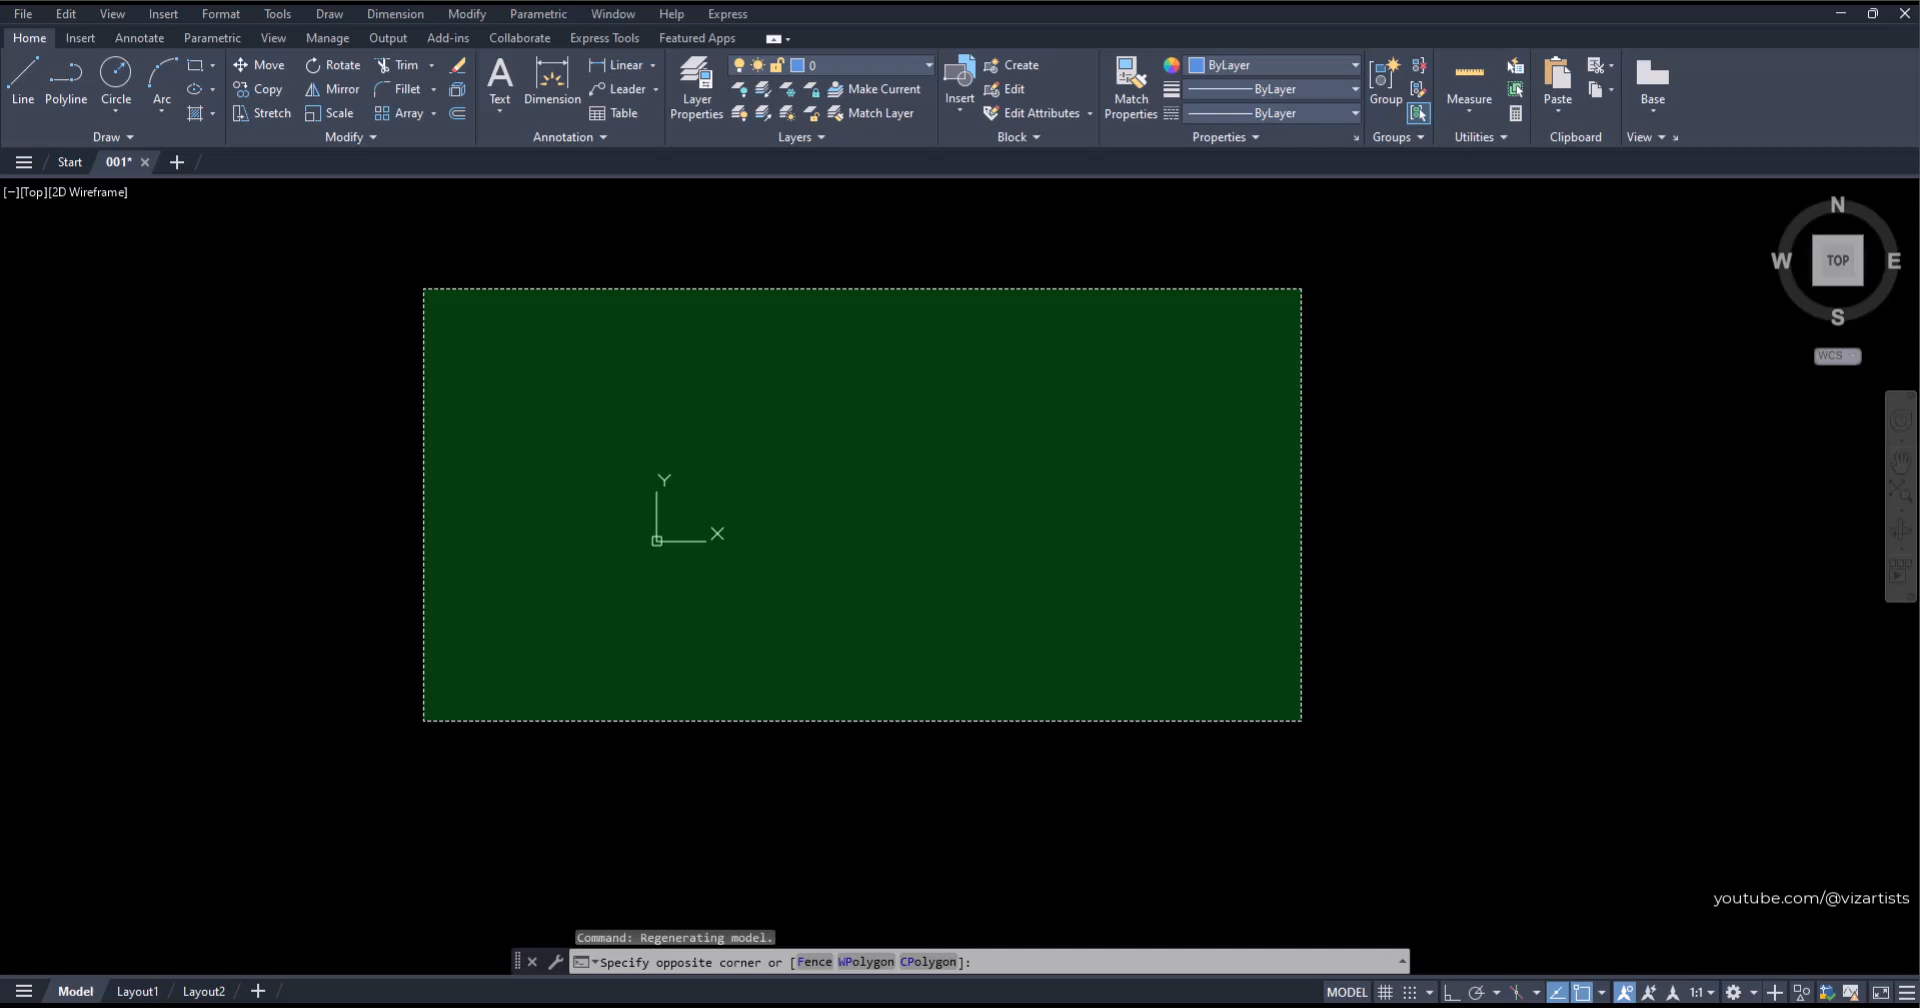 File Edit View Insert Format Tools Draw Dimension Modify Parametric Window Help Express
Home Insert Annotate Parametric View Manage Output Add-ins Collaborate Express Tools Featured Apps
Line Polyline Circle Arc
Move Rotate Trim
Copy Mirror Fillet
Stretch Scale Array
Text Dimension
Linear
Leader
Table
Layer Properties
0
Make Current
Match Layer
Insert
Create
Edit
Edit Attributes
Match Properties
ByLayer
ByLayer
ByLayer
Group
Measure
Paste
Base
Draw Modify Annotation Layers Block Properties Groups Utilities Clipboard View
Start 001*
[−][Top][2D Wireframe]
N
W TOP E
S
WCS
Y
X
youtube.com/@vizartists
Command: Regenerating model.
Specify opposite corner or [Fence WPolygon CPolygon]:
Model Layout1 Layout2
MODEL 1:1